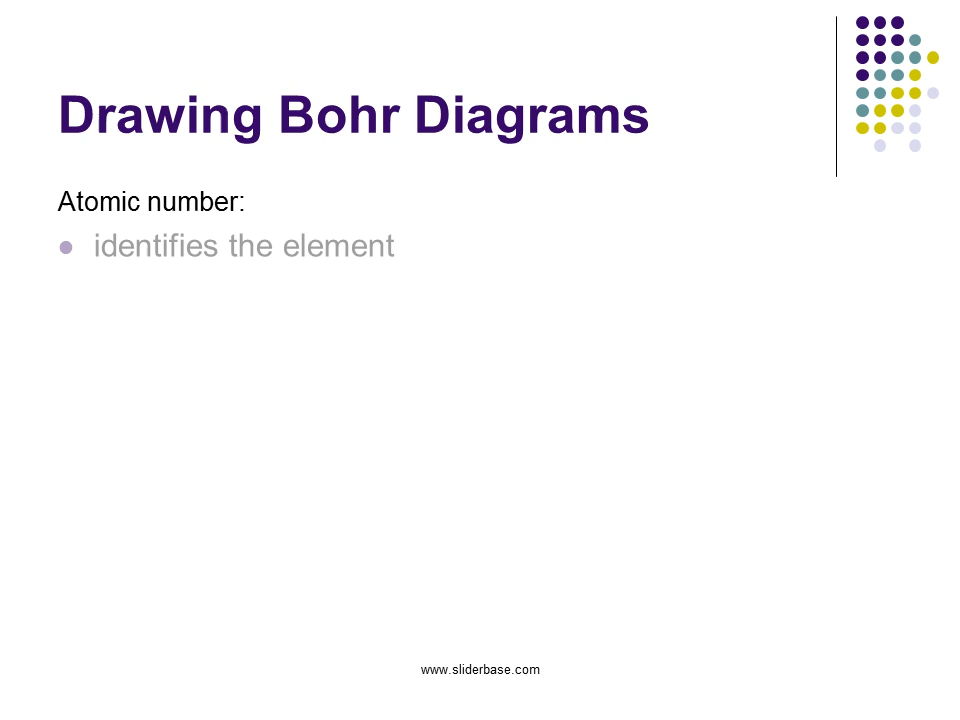 Drawing Bohr Diagrams
Atomic number:
● identifies the element
www.sliderbase.com